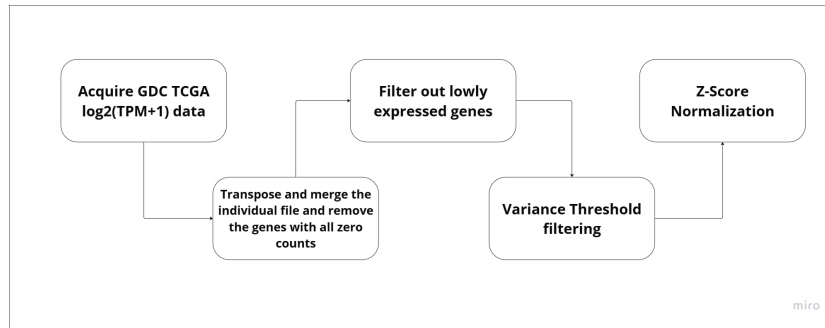 Acquire GDC TCGA
log2(TPM+1) data
Transpose and merge the
individual file and remove
the genes with all zero
counts
Filter out lowly
expressed genes
Variance Threshold
filtering
Z-Score
Normalization
miro